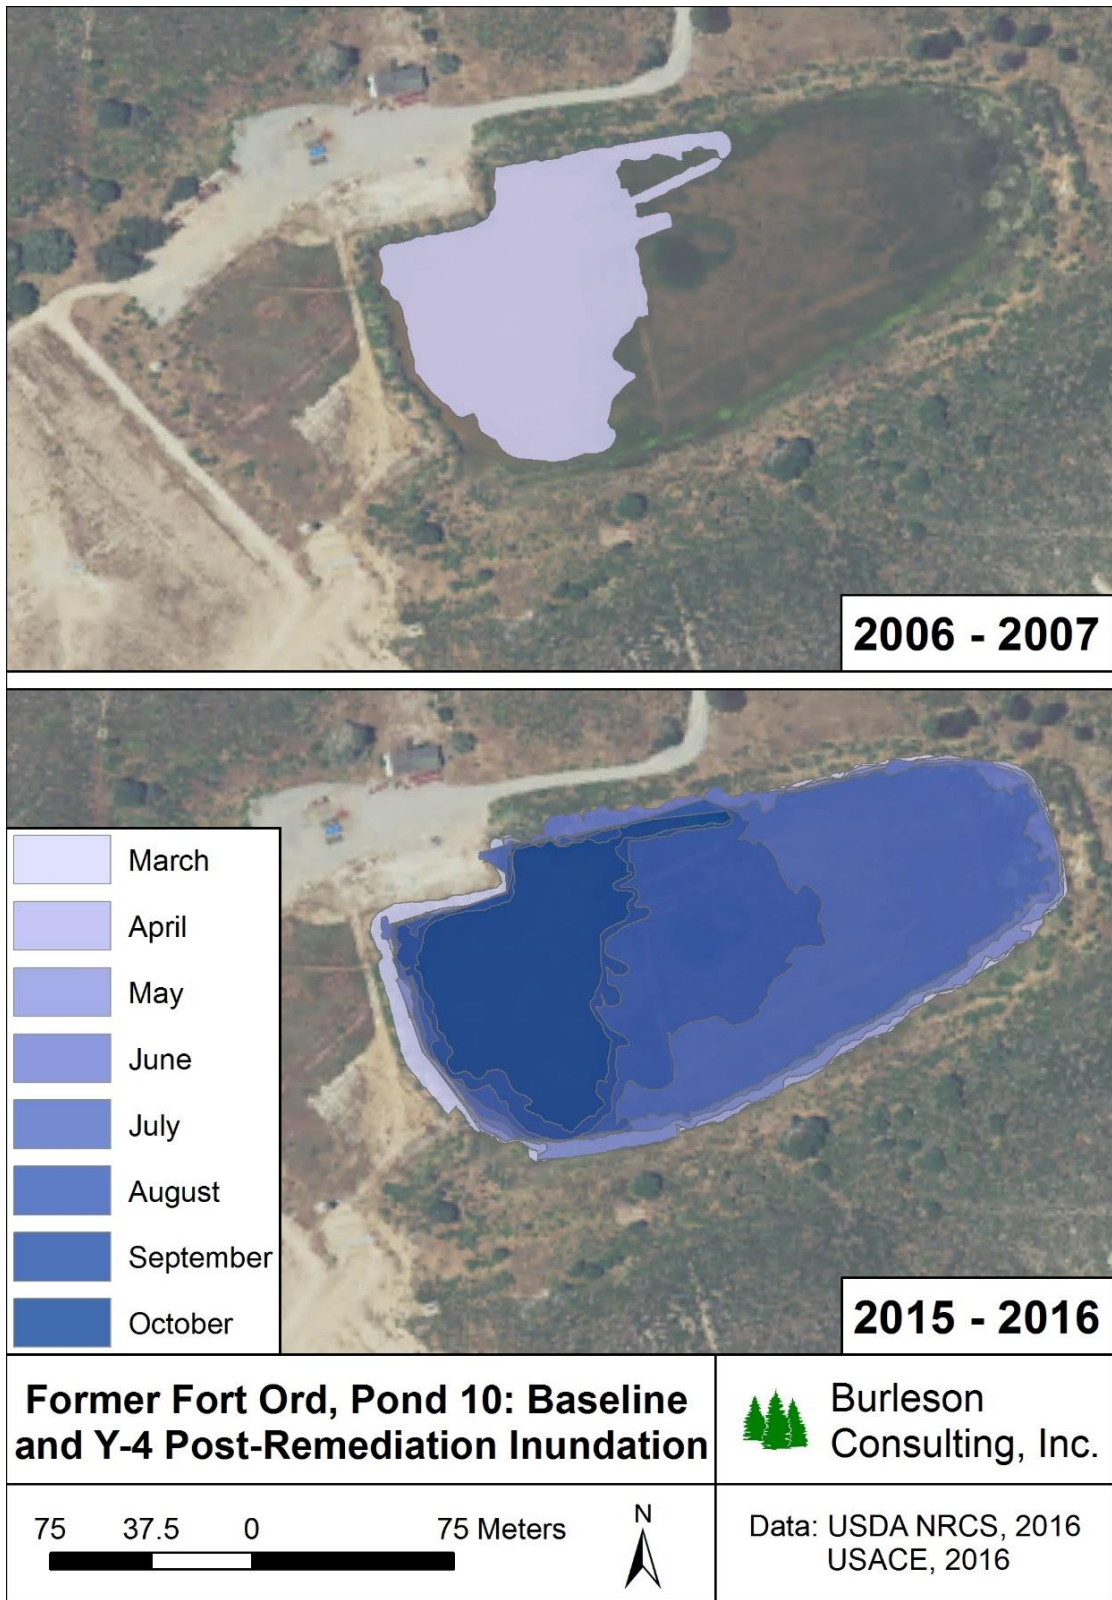 2006 - 2007
March
April
May
June
July
August
September
October
2015 - 2016
Former Fort Ord, Pond 10: Baseline
and Y-4 Post-Remediation Inundation
Burleson
Consulting, Inc.
75 37.5 0 75 Meters
N
Data: USDA NRCS, 2016
USACE, 2016